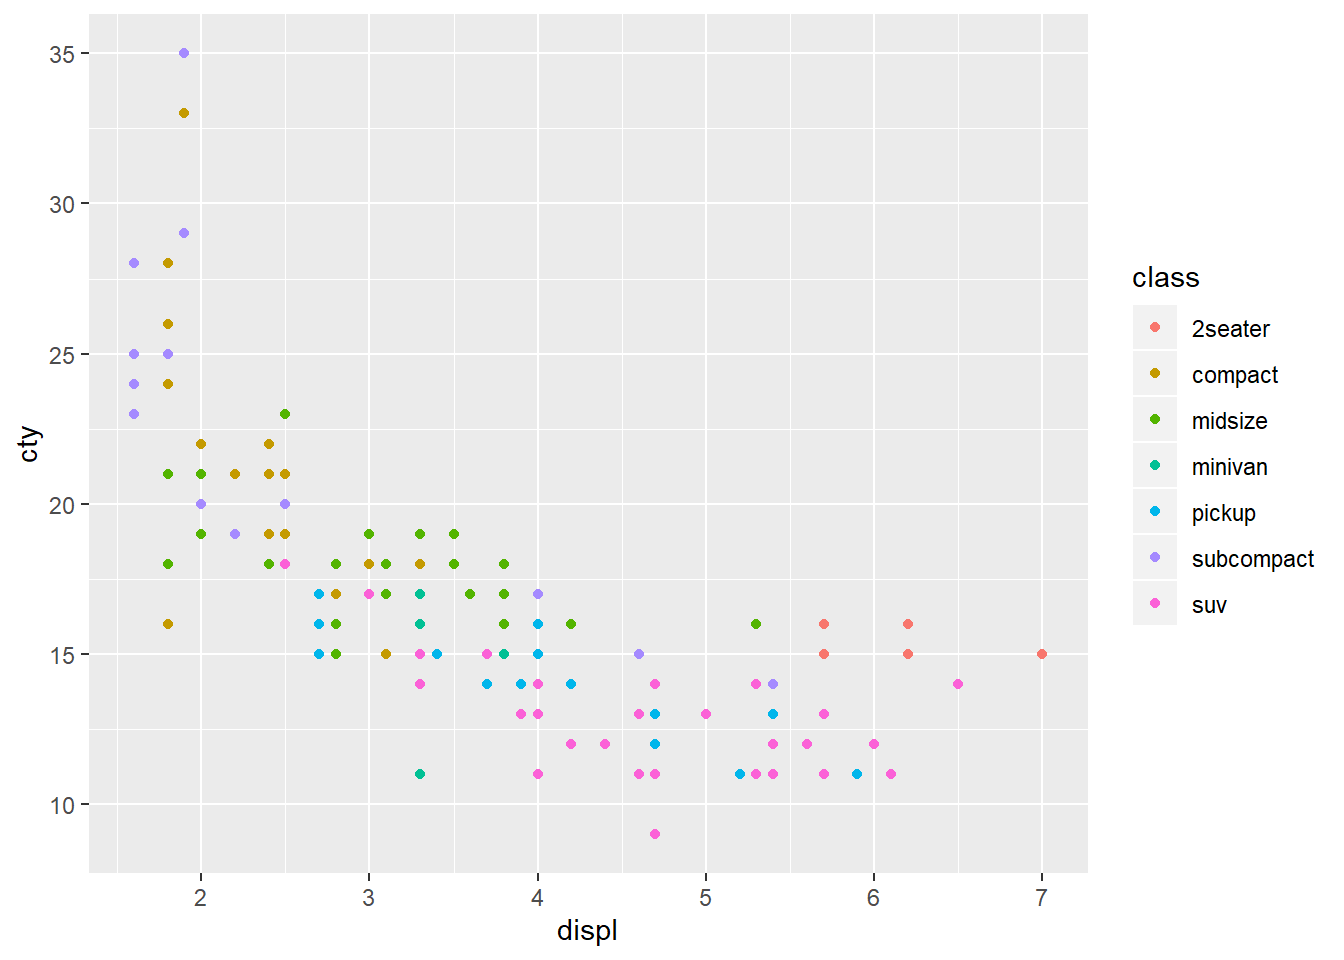 35
30
25
20
15
10
cty
2 3 4 5 6 7
displ
class
2seater
compact
midsize
minivan
pickup
subcompact
suv